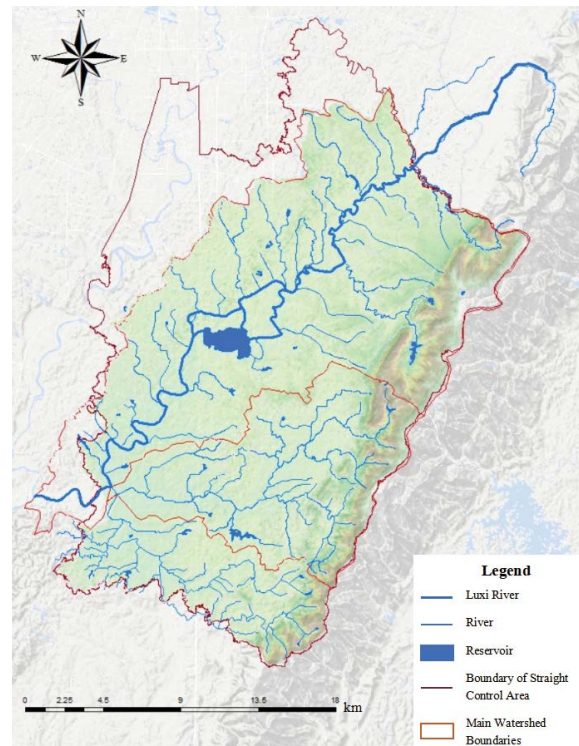 N
W E
S
Legend
Luxi River
River
Reservoir
Boundary of Straight
Control Area
Main Watershed
Boundaries
0 2.25 4.5 9 13.5 18
km